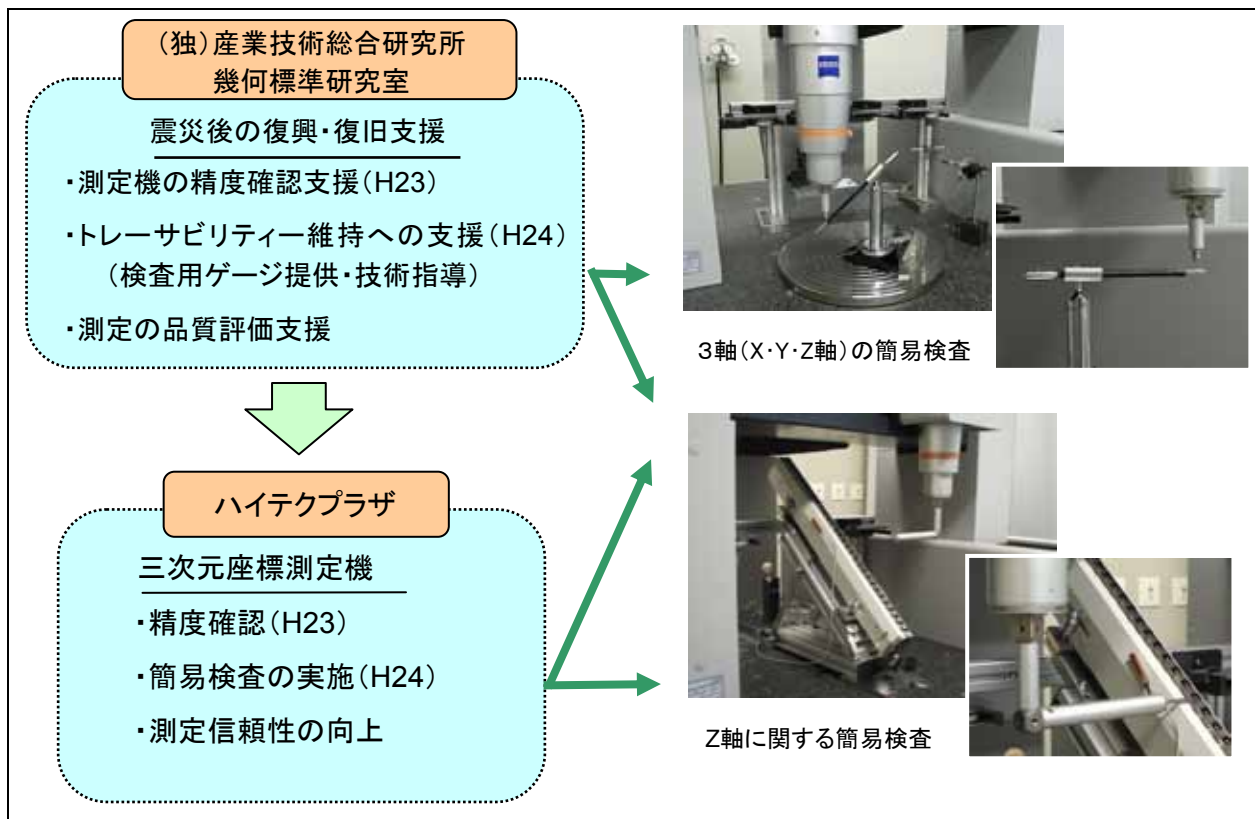 (独)産業技術総合研究所
幾何標準研究室
震災後の復興・復旧支援
・測定機の精度確認支援(H23)
・トレーサビリティー維持への支援(H24)
(検査用ゲージ提供・技術指導)
・測定の品質評価支援
ハイテクプラザ
三次元座標測定機
・精度確認(H23)
・簡易検査の実施(H24)
・測定信頼性の向上
ZEISS
3軸(X・Y・Z軸)の簡易検査
Z軸に関する簡易検査